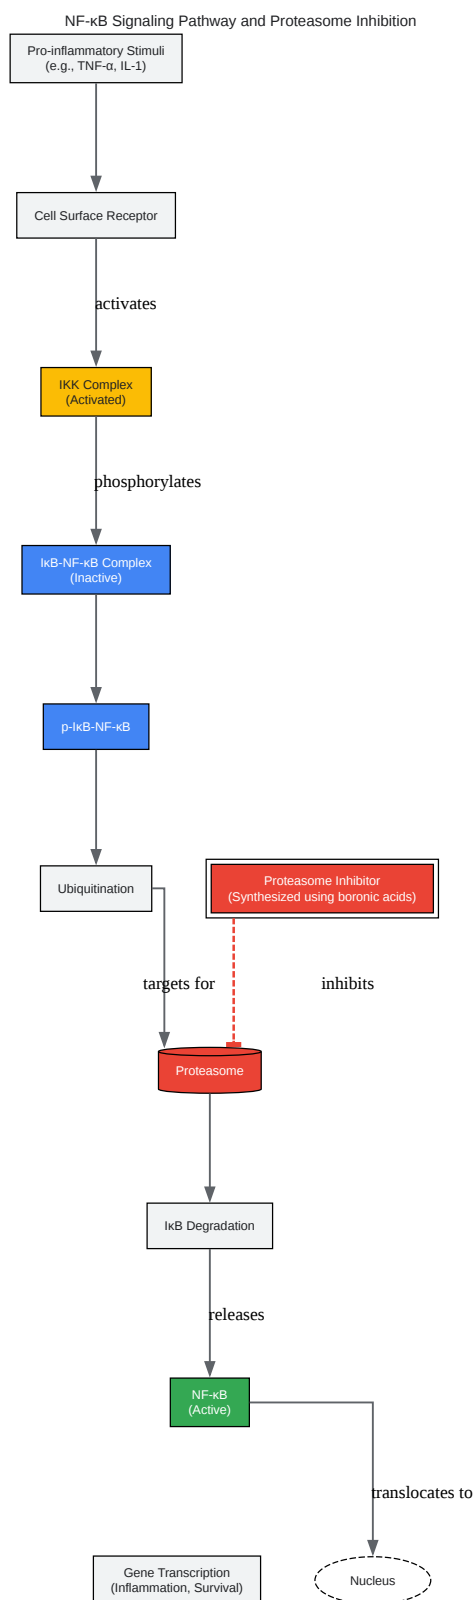 NF-κB Signaling Pathway and Proteasome Inhibition
Pro-inflammatory Stimuli
(e.g., TNF-α, IL-1)
Cell Surface Receptor
activates
IKK Complex
(Activated)
phosphorylates
IκB-NF-κB Complex
(Inactive)
p-IκB-NF-κB
Ubiquitination
Proteasome Inhibitor
(Synthesized using boronic acids)
targets for
inhibits
Proteasome
IκB Degradation
releases
NF-κB
(Active)
translocates to
Gene Transcription
(Inflammation, Survival)
Nucleus